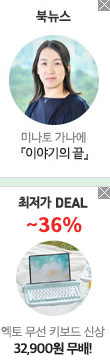 북뉴스
미나토 가나에
『이야기의 끝』
최저가 DEAL
~36%
엑토 무선 키보드 신상
32,900원 무배!